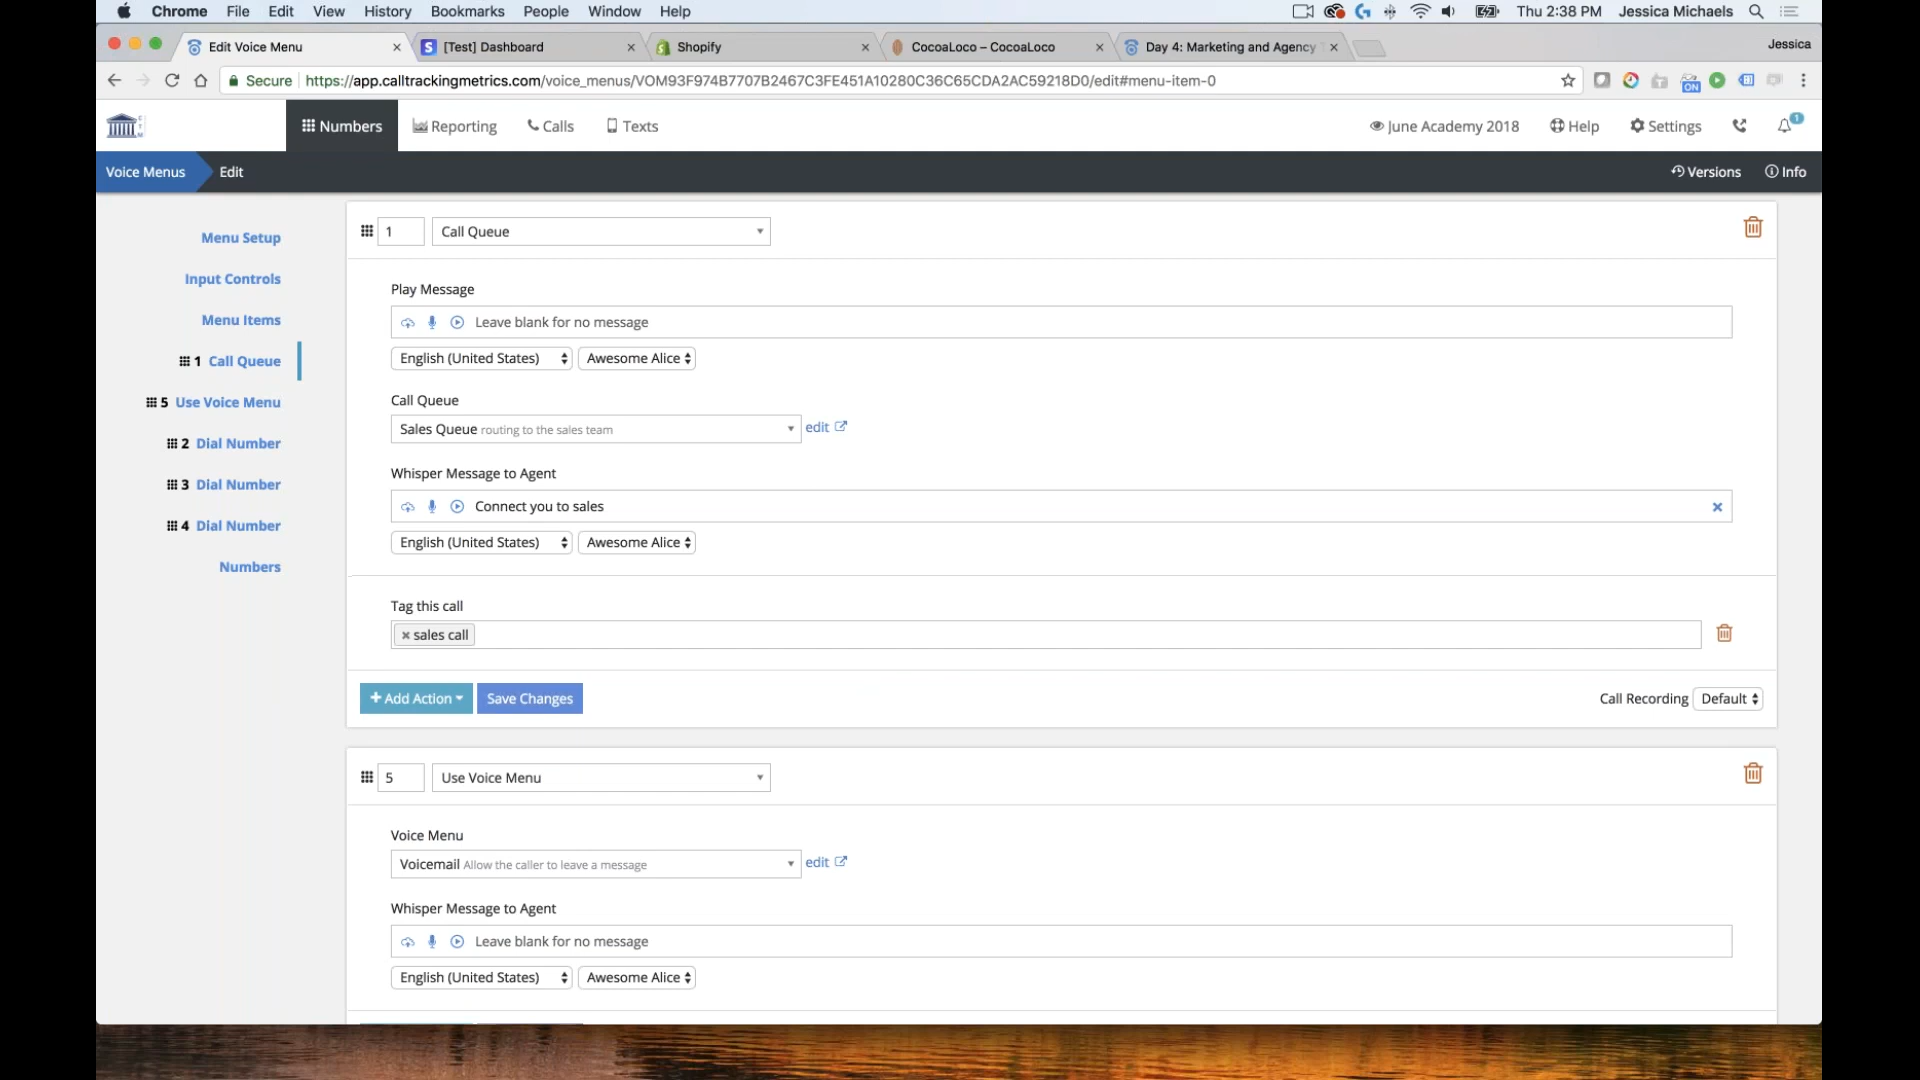 Chrome File Edit View History Bookmarks People Window Help Thu 2:38 PM Jessica Michaels
Edit Voice Menu [Test] Dashboard Shopify CocoaLoco – CocoaLoco Day 4: Marketing and Agency Jessica
Secure https://app.calltrackingmetrics.com/voice_menus/VOM93F974B7707B2467C3FE451A10280C36C65CDA2AC59218D0/edit#menu-item-0 ON
Numbers Reporting Calls Texts June Academy 2018 Help Settings 1
Voice Menus Edit Versions Info
Menu Setup
Input Controls
Menu Items
1 Call Queue
5 Use Voice Menu
2 Dial Number
3 Dial Number
4 Dial Number
Numbers
1 Call Queue
Play Message
Leave blank for no message
English (United States) Awesome Alice
Call Queue
Sales Queue routing to the sales team edit
Whisper Message to Agent
Connect you to sales
English (United States) Awesome Alice
Tag this call
sales call
Add Action Save Changes Call Recording Default
5 Use Voice Menu
Voice Menu
Voicemail Allow the caller to leave a message edit
Whisper Message to Agent
Leave blank for no message
English (United States) Awesome Alice